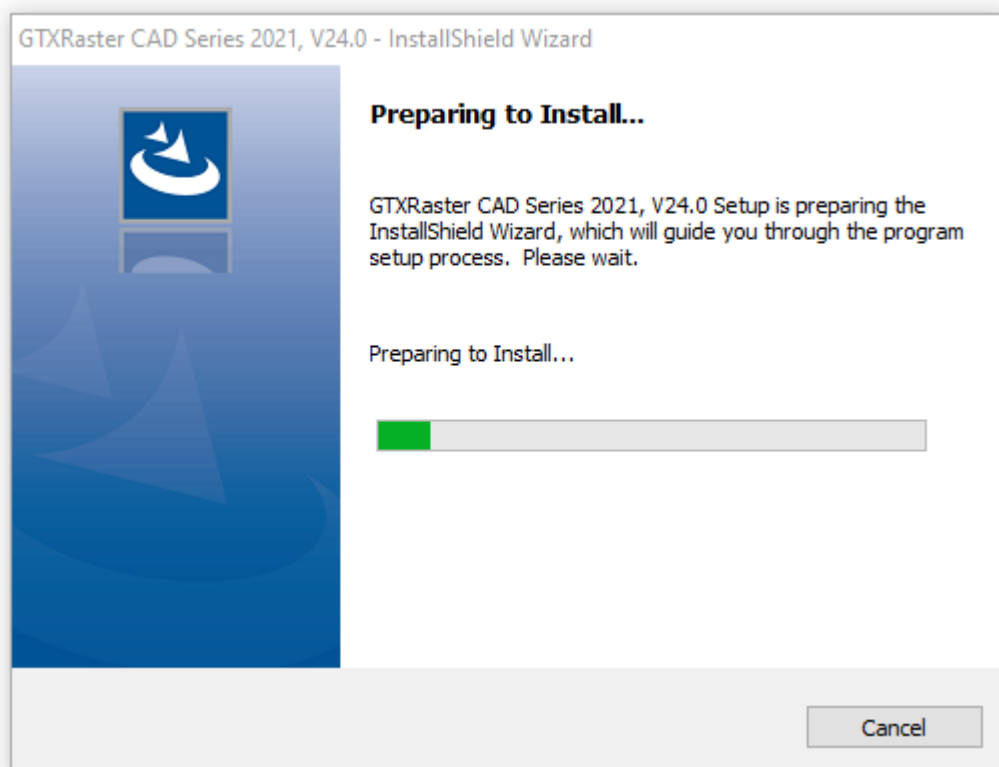 GTXRaster CAD Series 2021, V24.0 - InstallShield Wizard
Preparing to Install...
GTXRaster CAD Series 2021, V24.0 Setup is preparing the
InstallShield Wizard, which will guide you through the program
setup process.  Please wait.
Preparing to Install...
Cancel